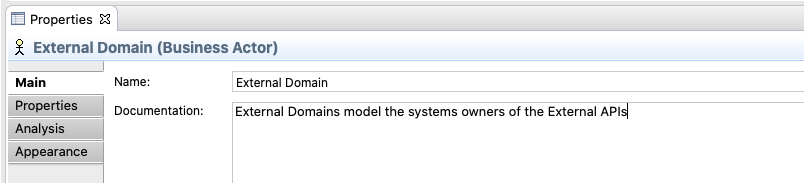 Properties
External Domain (Business Actor)
Main
Name:
External Domain
Properties
Documentation:
External Domains model the systems owners of the External APIs
Analysis
Appearance